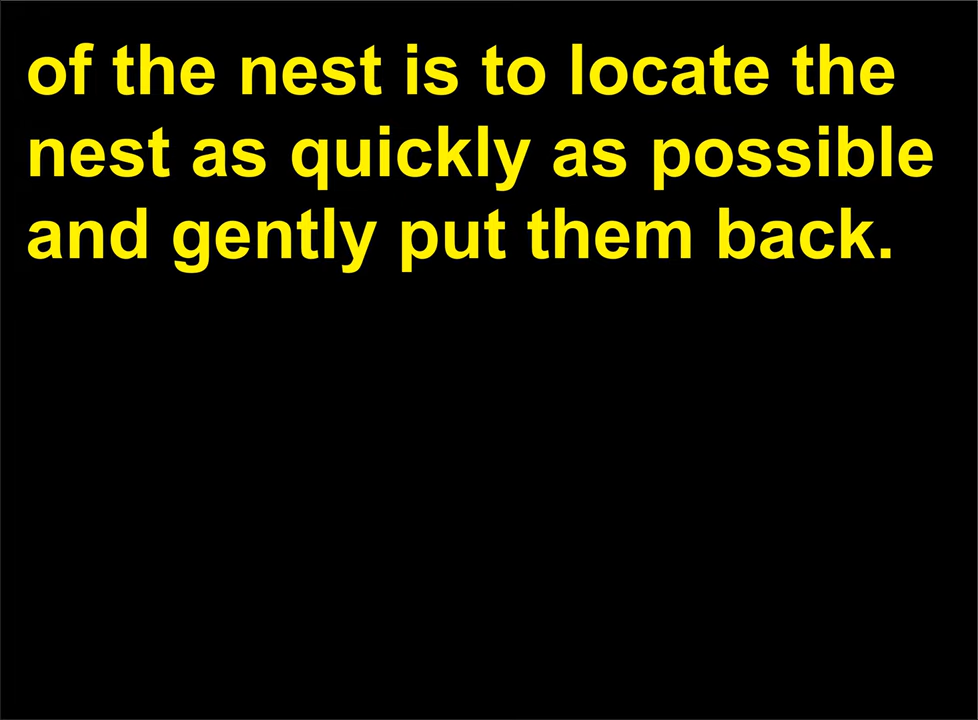 of the nest is to locate the
nest as quickly as possible
and gently put them back.